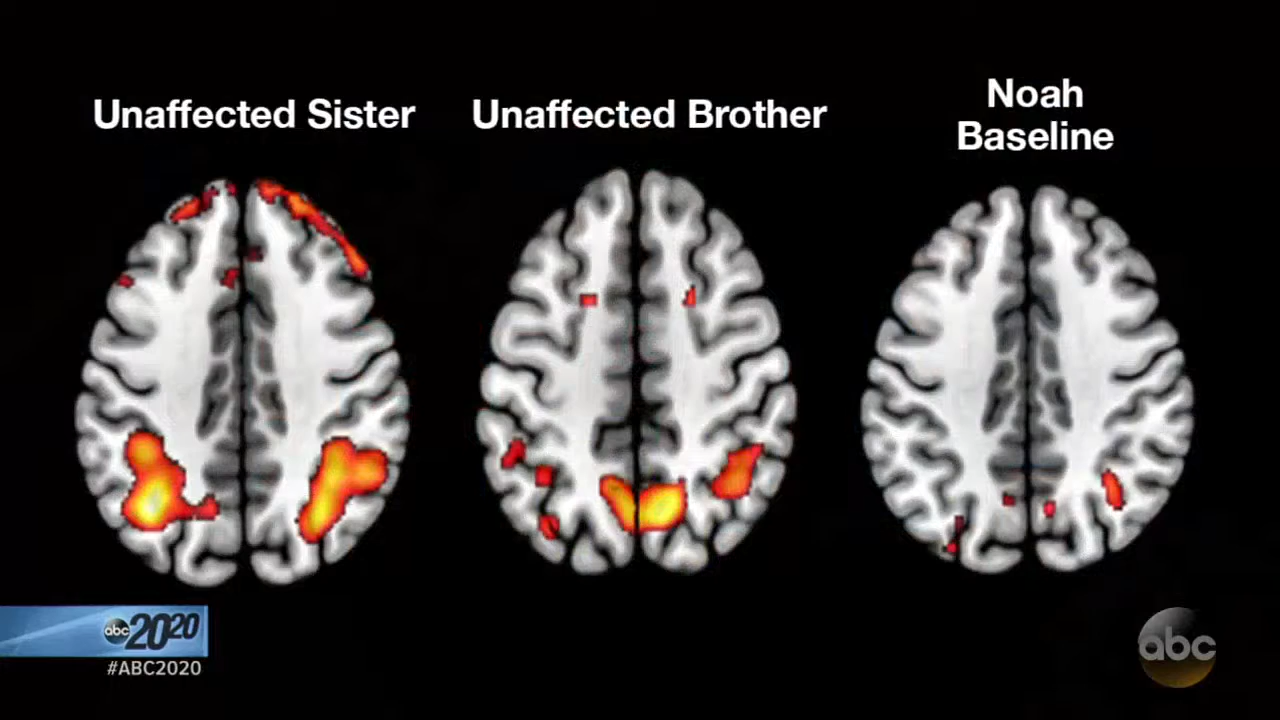 Unaffected Sister
Unaffected Brother
Noah
Baseline
abc 20/20
#ABC2020
abc